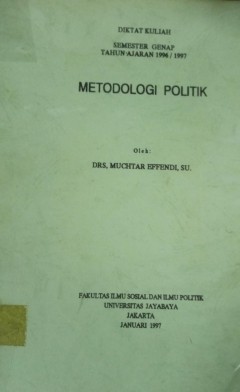 DIKTAT KULIAH
SEMESTER GENAP
TAHUN AJARAN 1996 / 1997
METODOLOGI POLITIK
Oleh:
DRS, MUCHTAR EFFENDI, SU.
FAKULTAS ILMU SOSIAL DAN ILMU POLITIK
UNIVERSITAS JAYABAYA
JAKARTA
JANUARI 1997